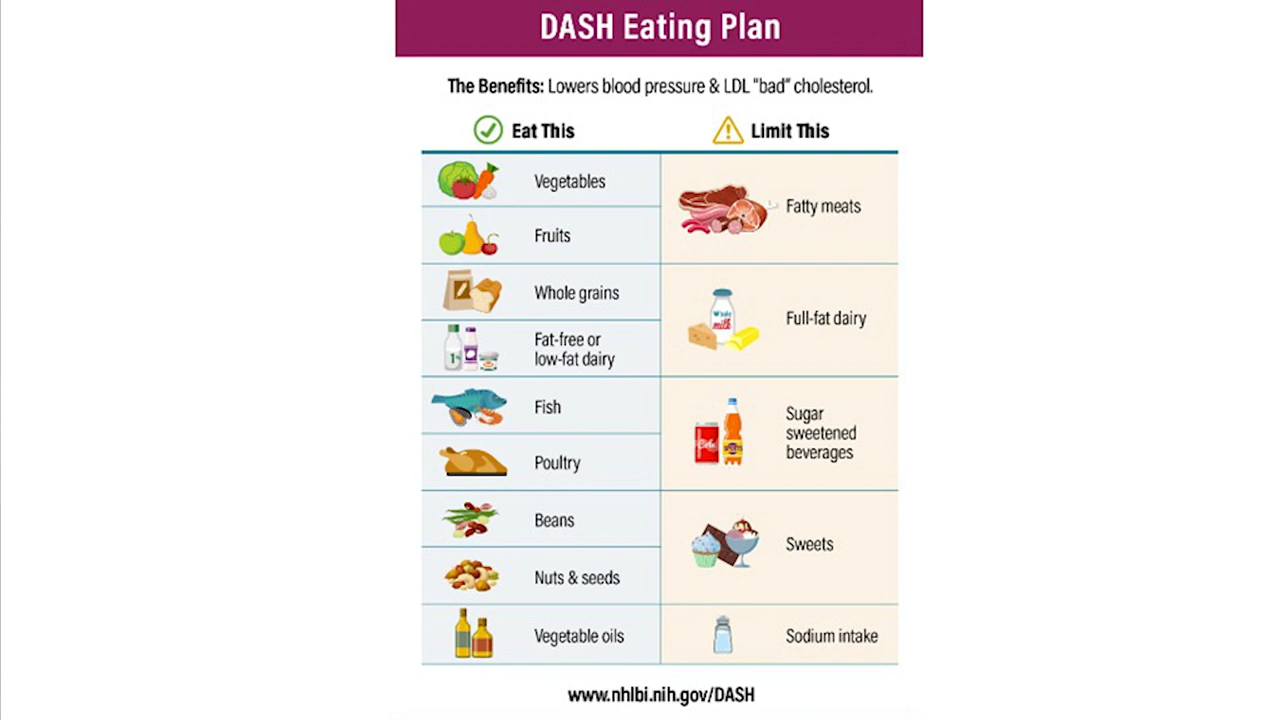 DASH Eating Plan
The Benefits: Lowers blood pressure & LDL "bad" cholesterol.
Eat This
Limit This
Vegetables
Fatty meats
Fruits
Whole grains
Full-fat dairy
milk
Fat-free or
low-fat dairy
1%
Fish
Sugar
sweetened
beverages
Poultry
Beans
Sweets
Nuts & seeds
Vegetable oils
Sodium intake
www.nhlbi.nih.gov/DASH